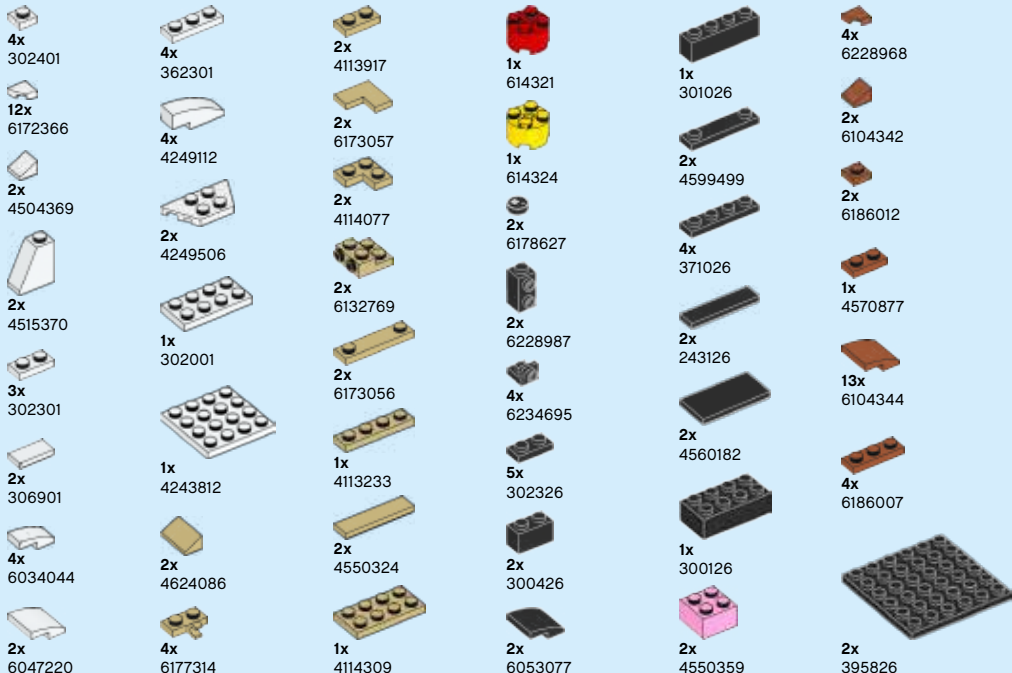 4x
302401
12x
6172366
2x
4504369
2x
4515370
3x
302301
2x
306901
4x
6034044
2x
6047220
4x
362301
4x
4249112
2x
4249506
1x
302001
1x
4243812
2x
4624086
4x
6177314
2x
4113917
2x
6173057
2x
4114077
2x
6132769
2x
6173056
1x
4113233
2x
4550324
1x
4114309
1x
614321
1x
614324
2x
6178627
2x
6228987
4x
6234695
5x
302326
2x
300426
2x
6053077
1x
301026
2x
4599499
4x
371026
2x
243126
2x
4560182
1x
300126
2x
4550359
4x
6228968
2x
6104342
2x
6186012
1x
4570877
13x
6104344
4x
6186007
2x
395826